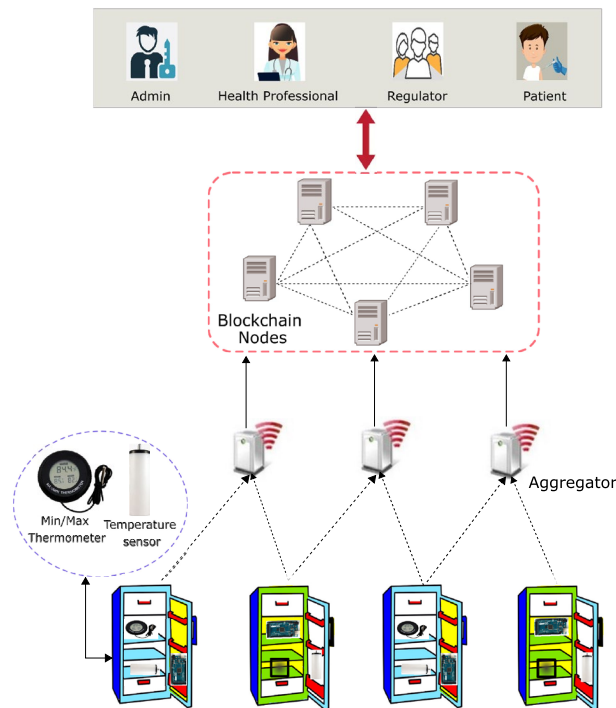 Admin
Health Professional
Regulator
Patient
Blockchain
Nodes
Aggregator
Min/Max
Thermometer
Temperature
sensor